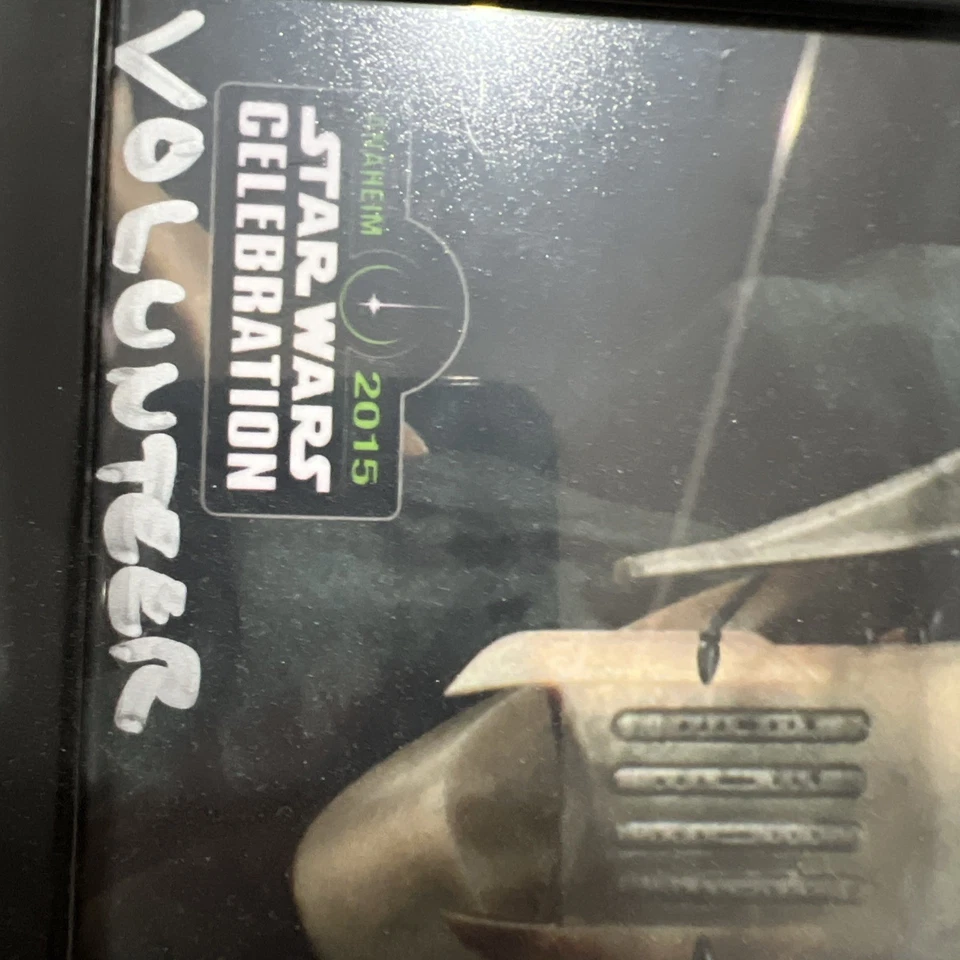 ANAHEIM 2015
STAR WARS
CELEBRATION
VOLUNTEER